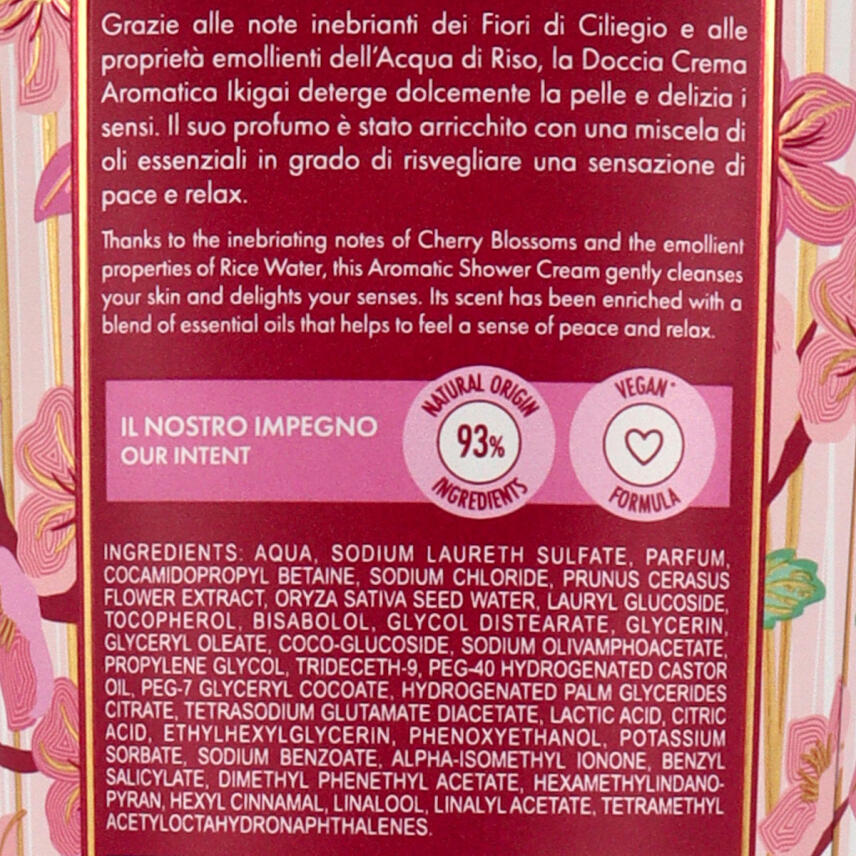 Grazie alle note inebrianti dei Fiori di Ciliegio e alle
proprietà emollienti dell'Acqua di Riso, la Doccia Crema
Aromatica Ikigai deterge dolcemente la pelle e delizia i
sensi. Il suo profumo è stato arricchito con una miscela di
oli essenziali in grado di risvegliare una sensazione di
pace e relax.
Thanks to the inebriating notes of Cherry Blossoms and the emollient
properties of Rice Water, this Aromatic Shower Cream gently cleanses
your skin and delights your senses. Its scent has been enriched with a
blend of essential oils that helps to feel a sense of peace and relax.
IL NOSTRO IMPEGNO
OUR INTENT
NATURAL ORIGIN
93%
INGREDIENTS
VEGAN*
FORMULA
INGREDIENTS: AQUA, SODIUM LAURETH SULFATE, PARFUM,
COCAMIDOPROPYL BETAINE, SODIUM CHLORIDE, PRUNUS CERASUS
FLOWER EXTRACT, ORYZA SATIVA SEED WATER, LAURYL GLUCOSIDE,
TOCOPHEROL, BISABOLOL, GLYCOL DISTEARATE, GLYCERIN,
GLYCERYL OLEATE, COCO-GLUCOSIDE, SODIUM OLIVAMPHOACETATE,
PROPYLENE GLYCOL, TRIDECETH-9, PEG-40 HYDROGENATED CASTOR
OIL, PEG-7 GLYCERYL COCOATE, HYDROGENATED PALM GLYCERIDES
CITRATE, TETRASODIUM GLUTAMATE DIACETATE, LACTIC ACID, CITRIC
ACID, ETHYLHEXYLGLYCERIN, PHENOXYETHANOL, POTASSIUM
SORBATE, SODIUM BENZOATE, ALPHA-ISOMETHYL IONONE, BENZYL
SALICYLATE, DIMETHYL PHENETHYL ACETATE, HEXAMETHYLINDANO-
PYRAN, HEXYL CINNAMAL, LINALOOL, LINALYL ACETATE, TETRAMETHYL
ACETYLOCTAHYDRONAPHTHALENES.